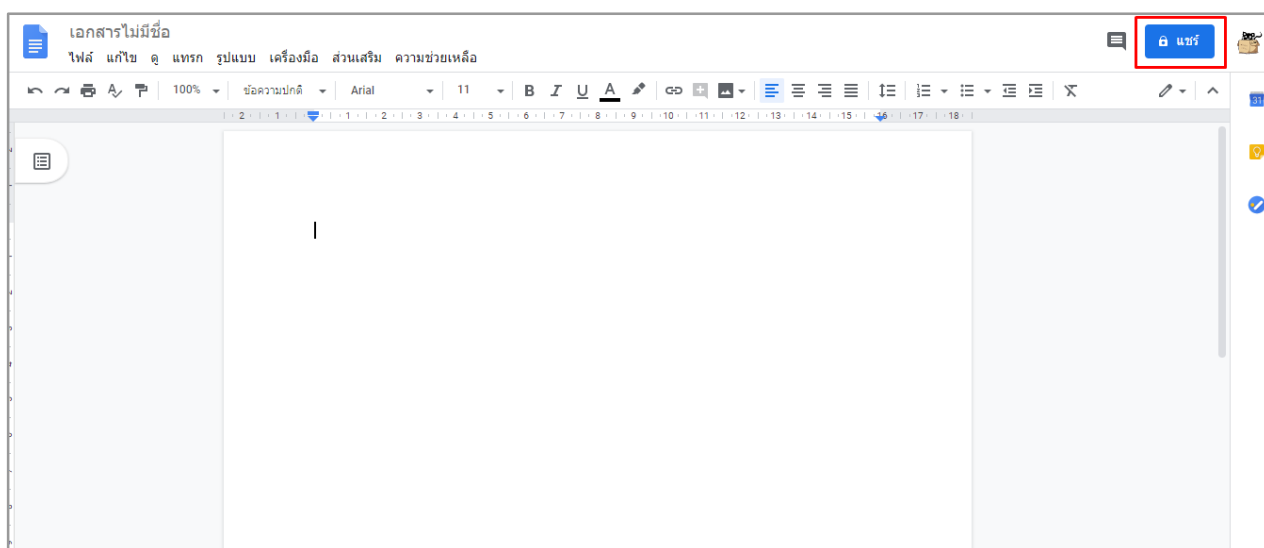 เอกสารไม่มีชื่อ
ไฟล์ แก้ไข ดู แทรก รูปแบบ เครื่องมือ ส่วนเสริม ความช่วยเหลือ
แชร์
100% ข้อความปกติ Arial 11 B I U A
31
2 1 1 2 3 4 5 6 7 8 9 10 11 12 13 14 15 16 17 18